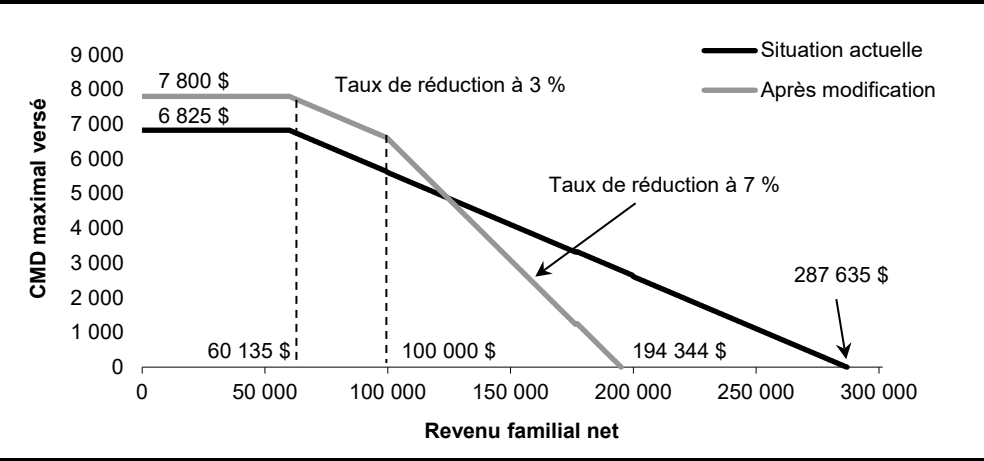 9 000
8 000
7 000
6 000
5 000
4 000
3 000
2 000
1 000
0
CMD maximal versé
7 800 $
6 825 $
Taux de réduction à 3 %
Situation actuelle
Après modification
Taux de réduction à 7 %
287 635 $
60 135 $
100 000 $
194 344 $
0
50 000
100 000
150 000
200 000
250 000
300 000
Revenu familial net